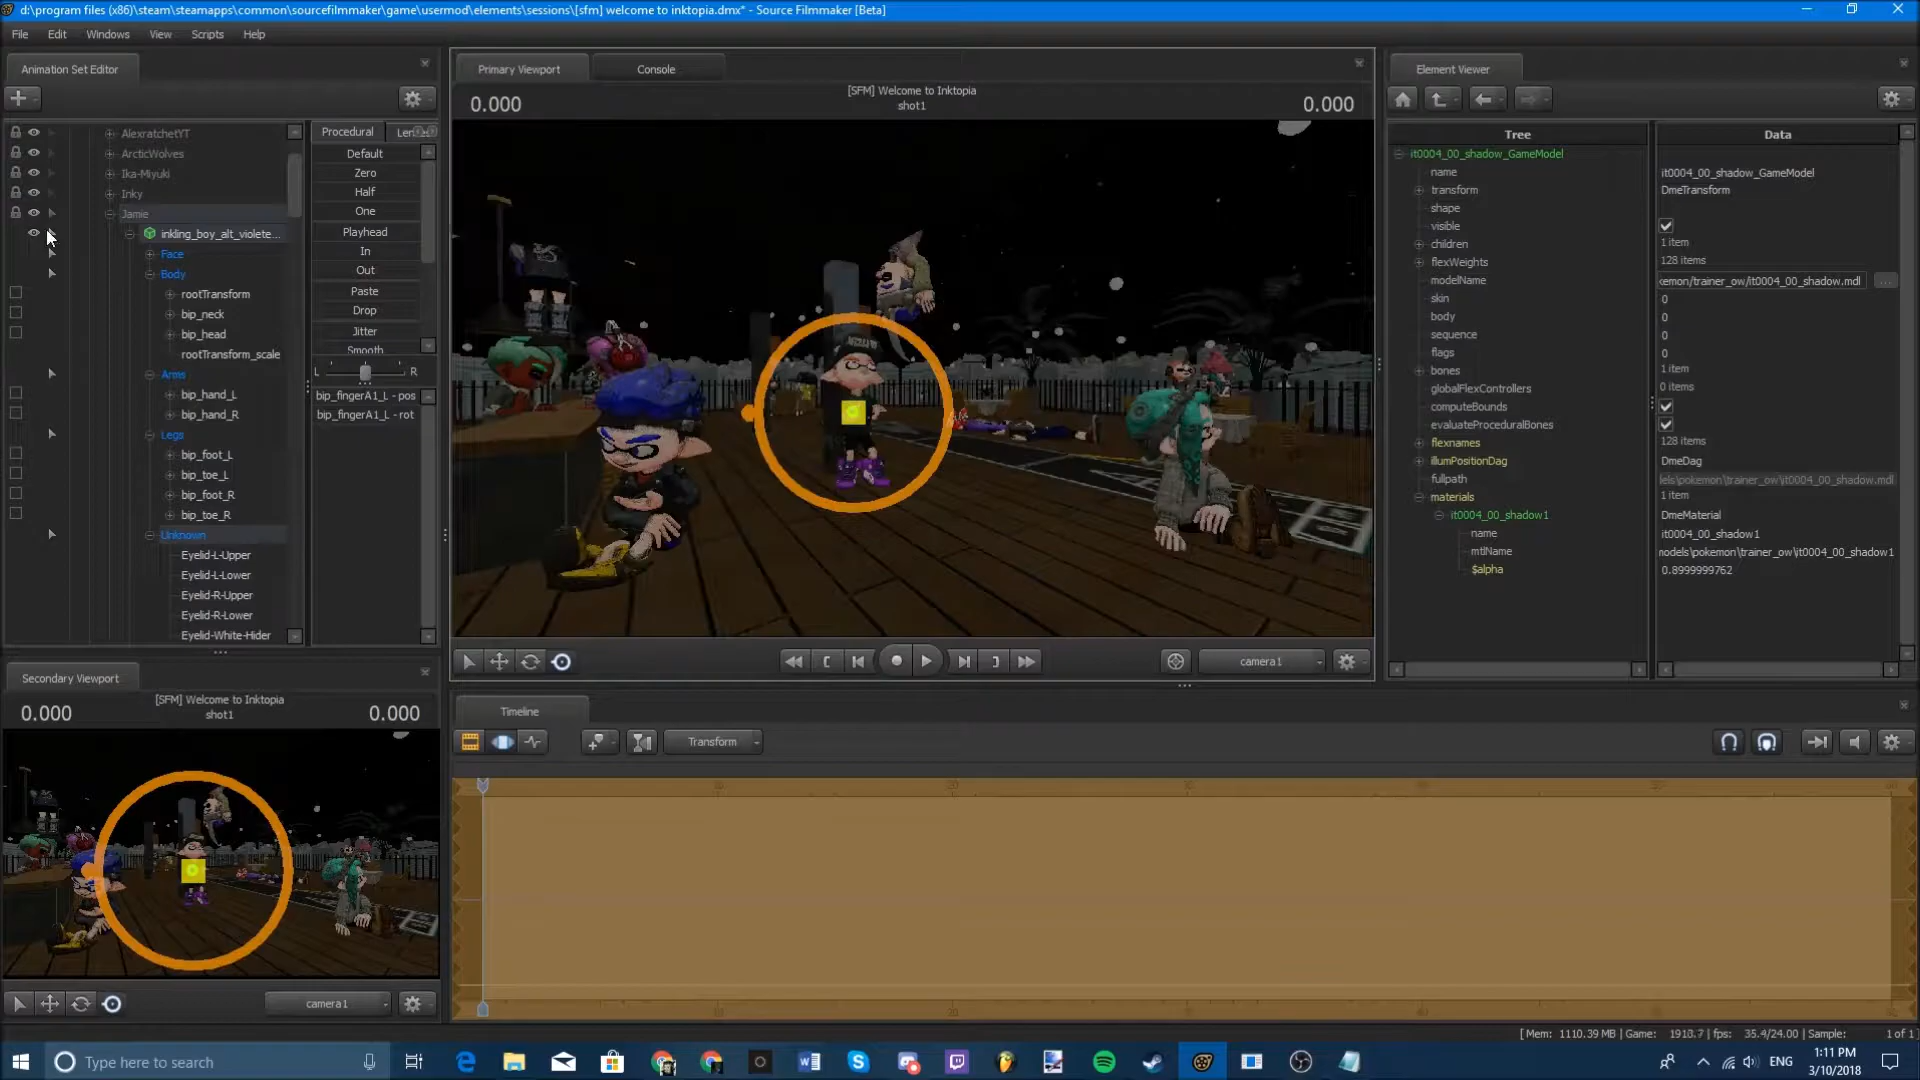 d:\program files (x86)\steam\steamapps\common\sourcefilmmaker\game\usermod\elements\sessions\[sfm] welcome to inktopia.dmx* - Source Filmmaker [Beta]
File Edit Windows View Scripts Help
Animation Set Editor
AlexratchetYT
ArcticWolves
Ika-Miyuki
Inky
Jamie
inkling_boy_alt_violete...
Face
Body
rootTransform
bip_neck
bip_head
rootTransform_scale
Arms
bip_hand_L
bip_hand_R
Legs
bip_foot_L
bip_toe_L
bip_foot_R
bip_toe_R
Unknown
Eyelid-L-Upper
Eyelid-L-Lower
Eyelid-R-Upper
Eyelid-R-Lower
Eyelid-White-Hider
Procedural
Default
Zero
Half
One
Playhead
In
Out
Paste
Drop
Jitter
Smooth
L R
bip_fingerA1_L - pos
bip_fingerA1_L - rot
Primary Viewport Console
0.000 [SFM] Welcome to Inktopia 0.000
shot1
camera1
Element Viewer
Tree Data
it0004_00_shadow_GameModel
name it0004_00_shadow_GameModel
transform DmeTransform
shape
visible
children 1 item
flexWeights 128 items
modelName kemon/trainer_ow/it0004_00_shadow.mdl ...
skin 0
body 0
sequence 0
flags 0
bones 1 item
globalFlexControllers 0 items
computeBounds
evaluateProceduralBones
flexnames 128 items
illumPositionDag DmeDag
fullpath els\pokemon\trainer_ow\it0004_00_shadow.mdl
materials 1 item
it0004_00_shadow1 DmeMaterial
name it0004_00_shadow1
mtlName models\pokemon\trainer_ow\it0004_00_shadow1
$alpha 0.8999999762
Secondary Viewport
0.000 [SFM] Welcome to Inktopia 0.000
shot1
camera1
Timeline
Transform
[ Mem: 1110.39 MB | Game: 1918.7 / fps: 35.4/24.00 | Sample: 1 of 1 ]
Type here to search
ENG
1:11 PM
3/10/2018